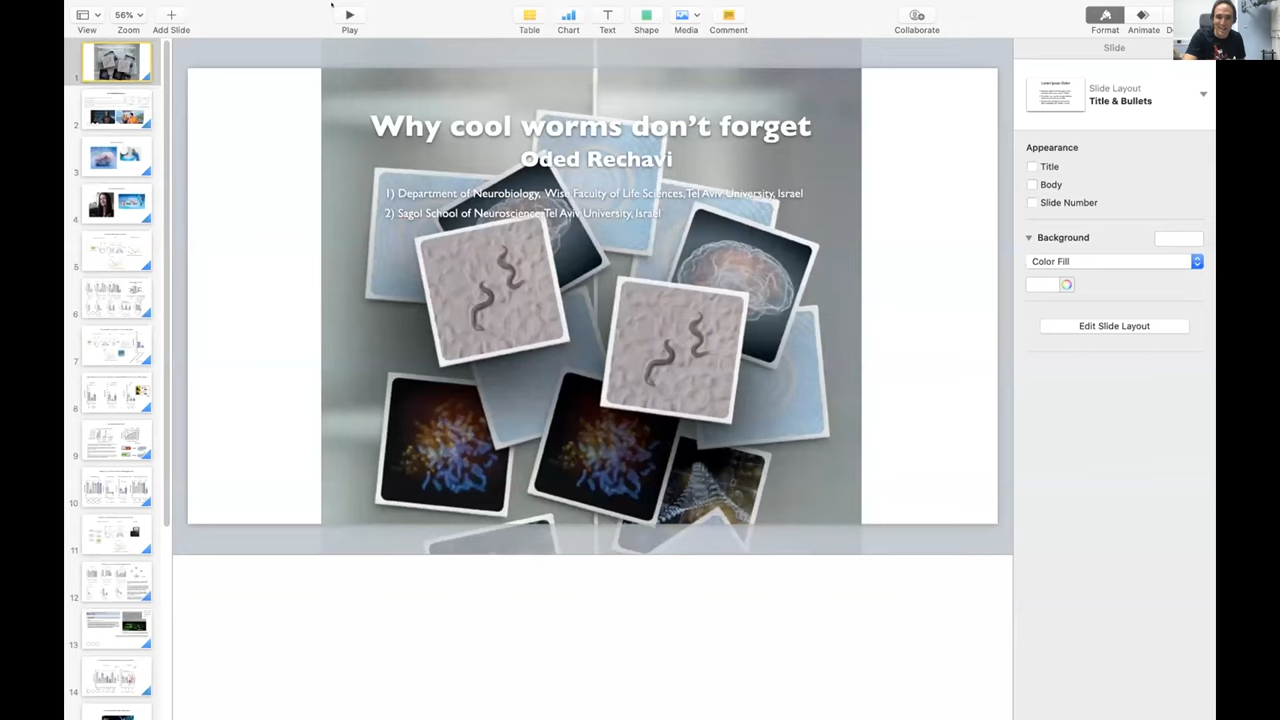 View
56%
Zoom
Add Slide
Play
Table
Chart
Text
Shape
Media
Comment
Collaborate
Format
Animate
Slide
Slide Layout
Title & Bullets
Appearance
Title
Body
Slide Number
Background
Color Fill
Edit Slide Layout
Why cool worms don't forget
Oded Rechavi
1) Department of Neurobiology, Wise Faculty of Life Sciences, Tel Aviv University, Israel
2) Sagol School of Neuroscience, Tel Aviv University, Israel
1
2
3
4
5
6
7
8
9
10
11
12
13
14